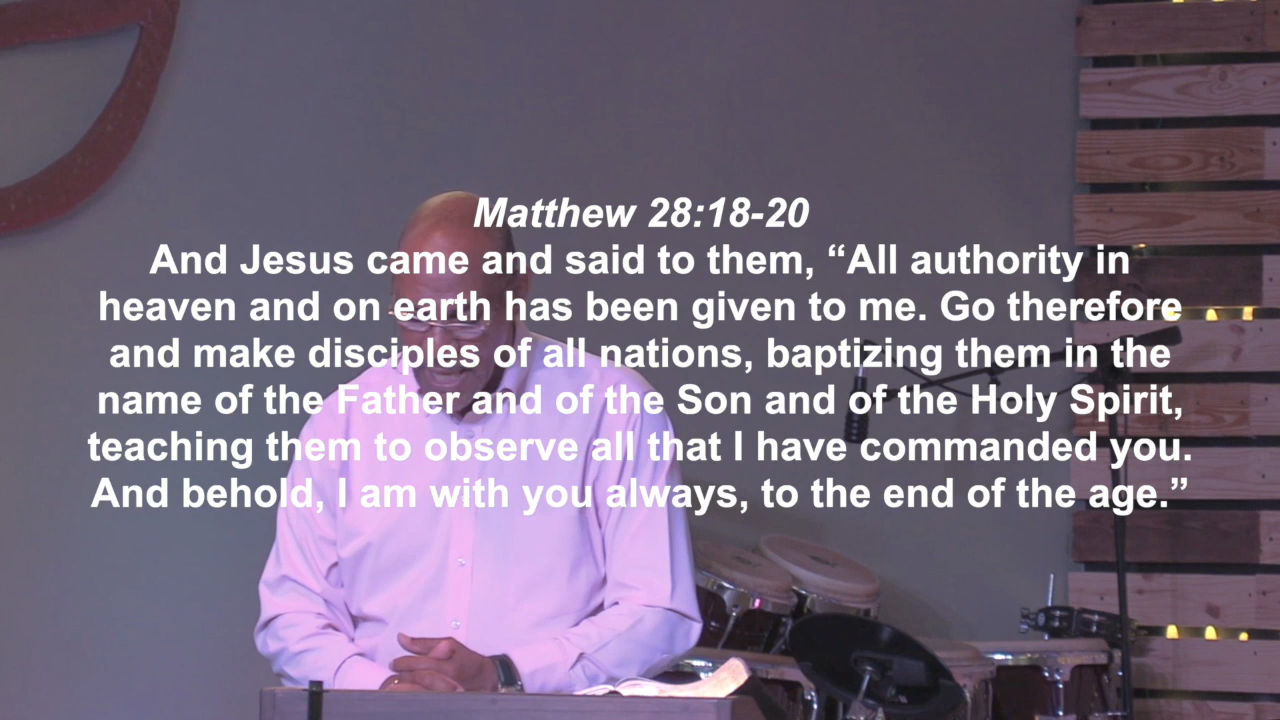 Matthew 28:18-20
And Jesus came and said to them, “All authority in
heaven and on earth has been given to me. Go therefore
and make disciples of all nations, baptizing them in the
name of the Father and of the Son and of the Holy Spirit,
teaching them to observe all that I have commanded you.
And behold, I am with you always, to the end of the age.”